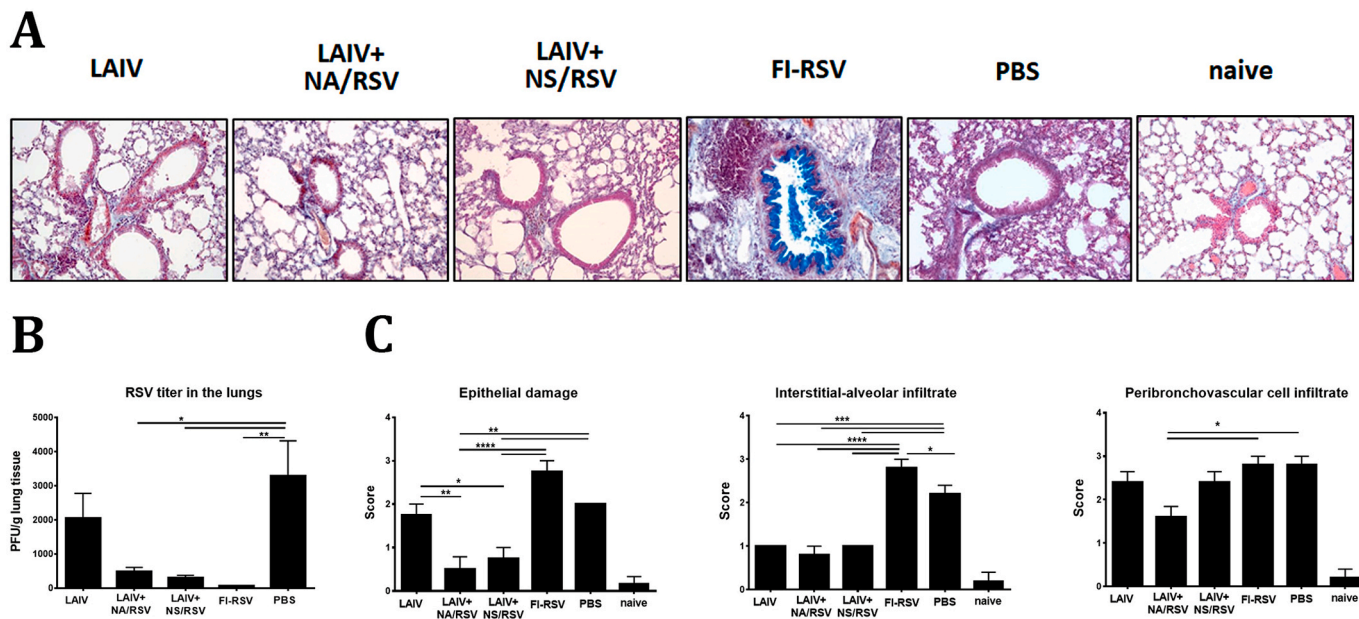 A
LAIV
LAIV+
NA/RSV
LAIV+
NS/RSV
FI-RSV
PBS
naive
B
RSV titer in the lungs
PFU/g lung tissue
5000
4000
3000
2000
1000
0
*
**
LAIV
LAIV+
NA/RSV
LAIV+
NS/RSV
FI-RSV
PBS
C
Epithelial damage
Score
4
3
2
1
0
**
****
*
**
LAIV
LAIV+
NA/RSV
LAIV+
NS/RSV
FI-RSV
PBS
naive
Interstitial-alveolar infiltrate
Score
4
3
2
1
0
***
****
*
LAIV
LAIV+
NA/RSV
LAIV+
NS/RSV
FI-RSV
PBS
naive
Peribronchovascular cell infiltrate
Score
4
3
2
1
0
*
LAIV
LAIV+
NA/RSV
LAIV+
NS/RSV
FI-RSV
PBS
naive